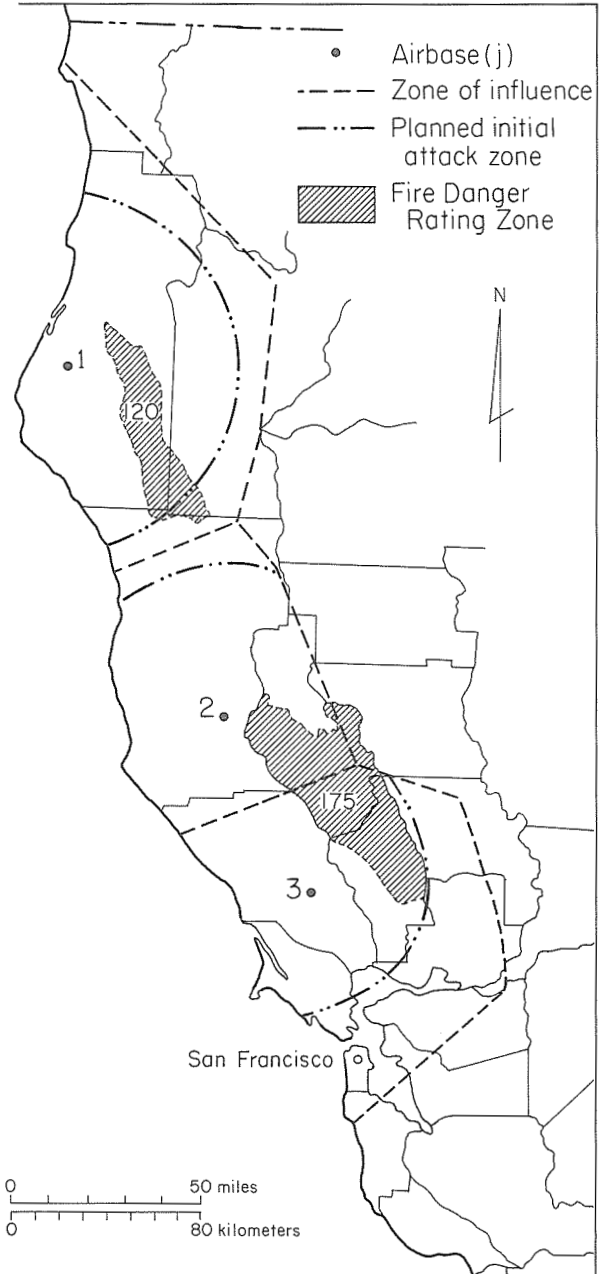 Airbase (j)
Zone of influence
Planned initial
attack zone
Fire Danger
Rating Zone
N
1
120
2
175
3
San Francisco
0 50 miles
0 80 kilometers